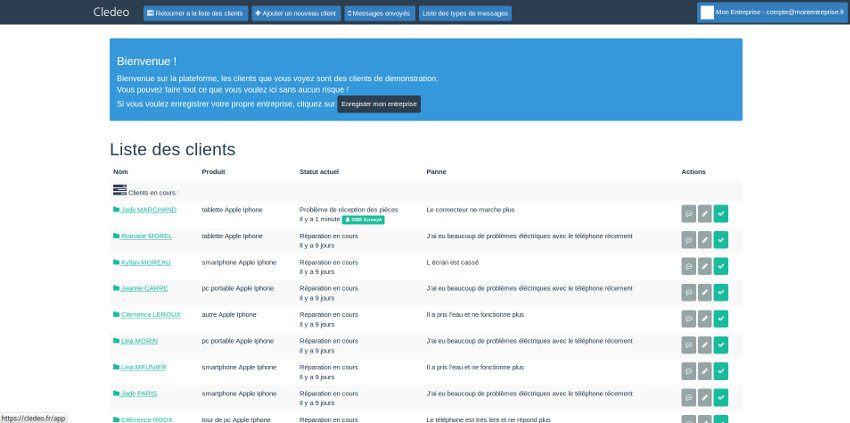 Cledeo Retourner a la liste des clients Ajouter un nouveau client Messages envoyés Liste des types de messages Mon Entreprise - compte@montentreprise.fr
Bienvenue !
Bienvenue sur la plateforme, les clients que vous voyez sont des clients de demonstration.
Vous pouvez faire tout ce que vous voulez ici sans aucun risque !
Si vous voulez enregistrer votre propre entreprise, cliquez sur Enregister mon entreprise
Liste des clients
Nom Produit Statut actuel Panne Actions
Clients en cours :
Jade MARCHAND tablette Apple Iphone Problème de réception des pièces Le connecteur ne marche plus
Il y a 1 minute SMS Envoyé
Romane MOREL tablette Apple Iphone Réparation en cours J'ai eu beaucoup de problèmes éléctriques avec le téléphone récement
Il y a 9 jours
Kylian MOREAU smartphone Apple Iphone Réparation en cours L écran est cassé
Il y a 9 jours
Jeanne CARRE pc portable Apple Iphone Réparation en cours J'ai eu beaucoup de problèmes éléctriques avec le téléphone récement
Il y a 9 jours
Clémence LEROUX autre Apple Iphone Réparation en cours Il a pris l'eau et ne fonctionne plus
Il y a 9 jours
Lina MORIN pc portable Apple Iphone Réparation en cours J'ai eu beaucoup de problèmes éléctriques avec le téléphone récement
Il y a 9 jours
Lina MEUNIER smartphone Apple Iphone Réparation en cours Il a pris l'eau et ne fonctionne plus
Il y a 9 jours
Jade PARIS smartphone Apple Iphone Réparation en cours J'ai eu beaucoup de problèmes éléctriques avec le téléphone récement
Il y a 9 jours
Clémence ROUX tour de pc Apple Iphone Réparation en cours Le téléphone est très lent et ne répond plus
https://cledeo.fr/app